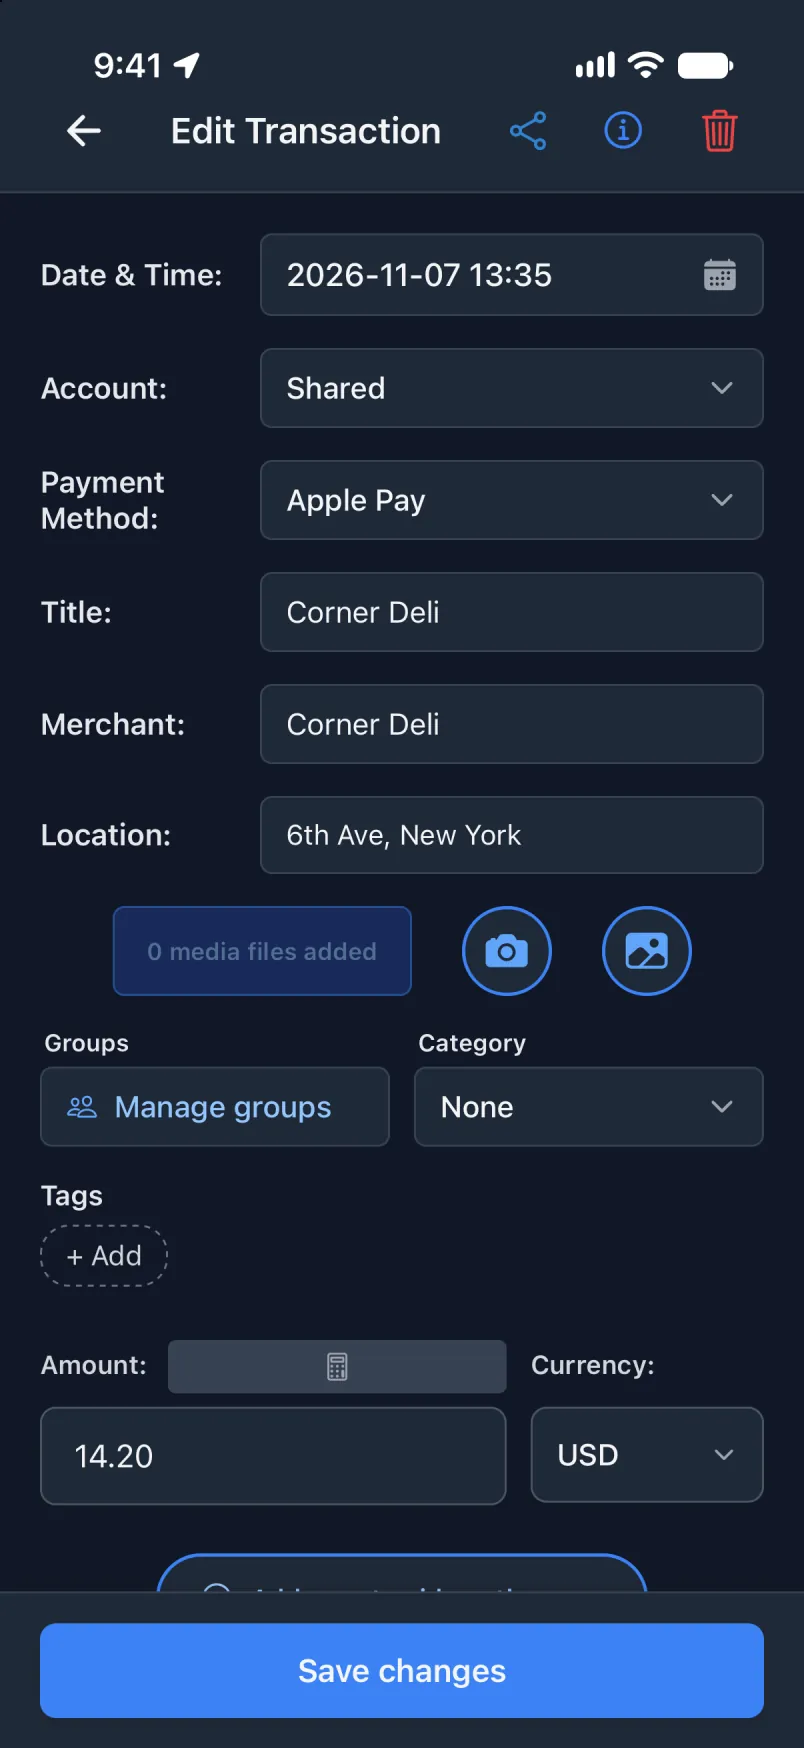 9:41
Edit Transaction
Date & Time:
2026-11-07 13:35
Account:
Shared
Payment
Method:
Apple Pay
Title:
Corner Deli
Merchant:
Corner Deli
Location:
6th Ave, New York
0 media files added
Groups
Category
Manage groups
None
Tags
+ Add
Amount:
Currency:
14.20
USD
Save changes